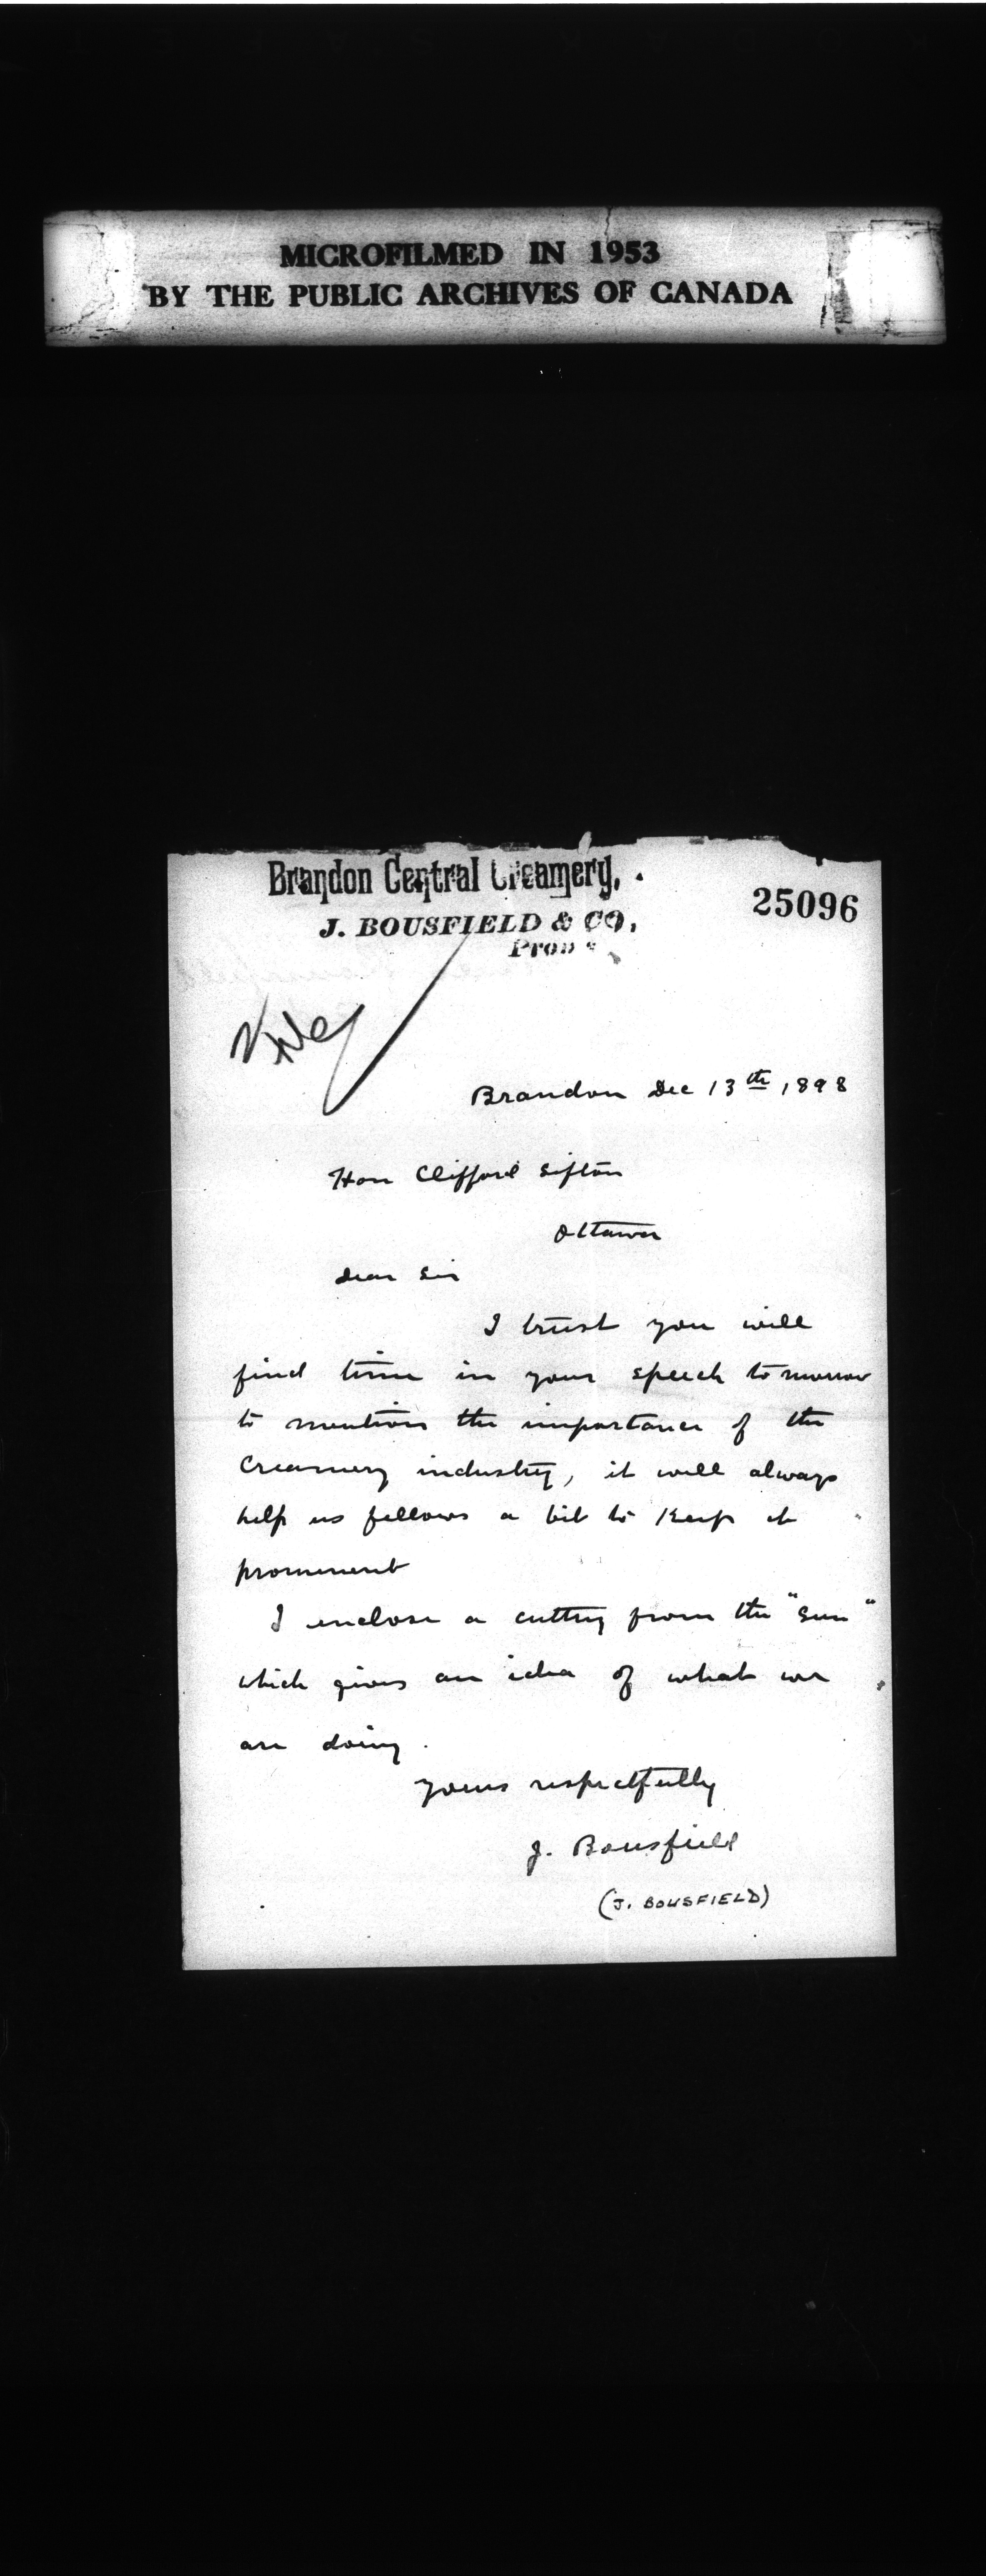 MICROFILMED IN 1953
BY THE PUBLIC ARCHIVES OF CANADA
Brandon Central Creamery,
25096
J. BOUSFIELD & CO,
Props
Brandon Dec 13th 1898
Hon Clifford Sifton
Ottawa
Dear Sir
I trust you will
find time in your speech tomorrow
to mention the importance of the
Creamery industry, it will always
help us fellows a bit to keep it
prominent
I enclose a cutting from the "Sun"
which gives an idea of what we
are doing.
Yours respectfully
J. Bousfield
(J. BOUSFIELD)